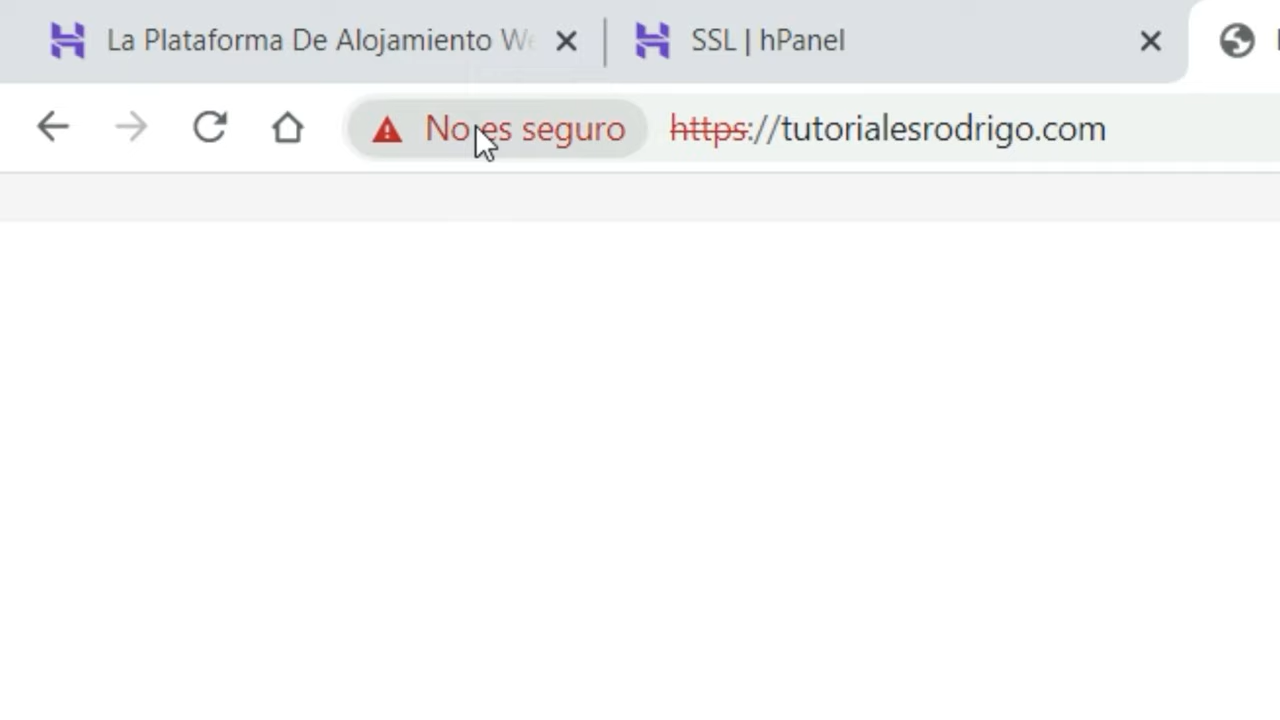 La Plataforma De Alojamiento
SSL | hPanel
No es seguro
https://tutorialesrodrigo.com